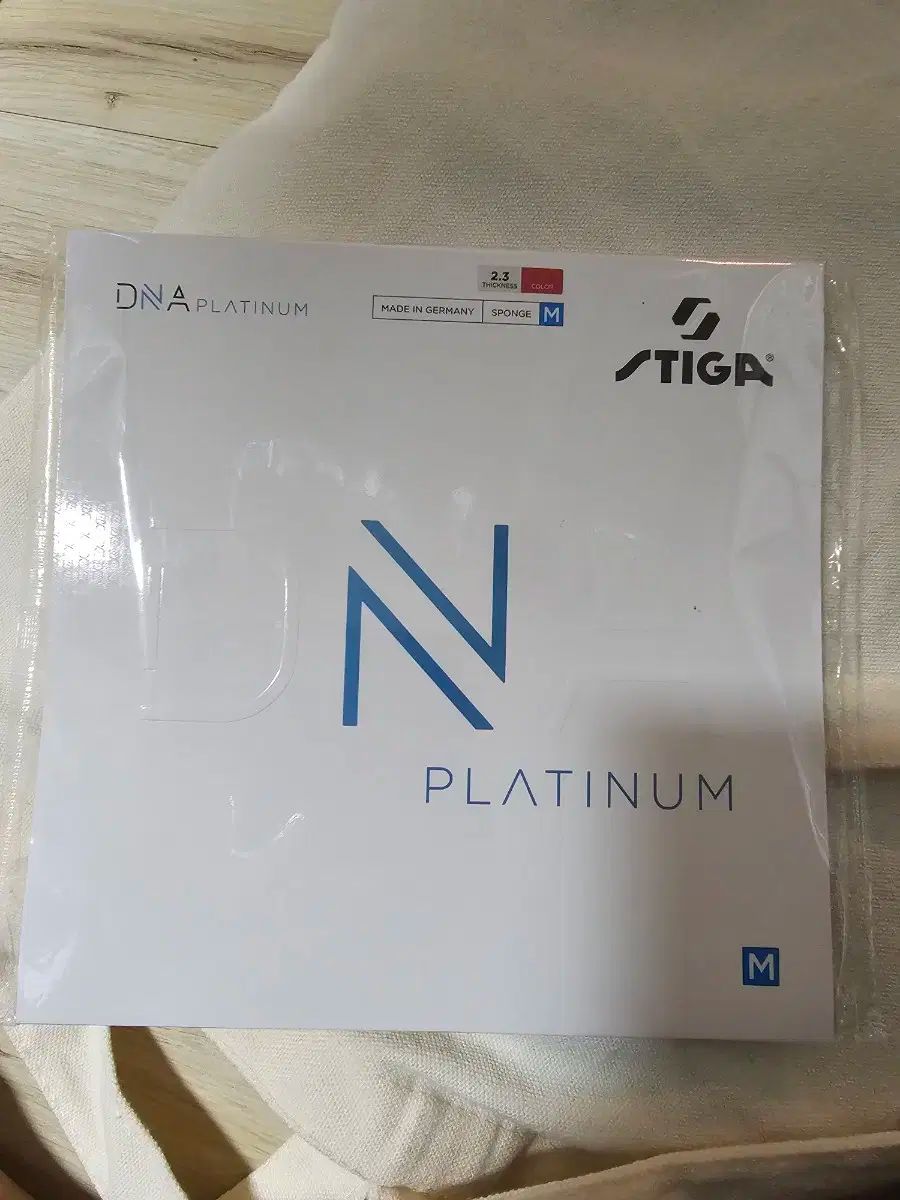 DNA PLATINUM
2.3
THICKNESS
COLOR
MADE IN GERMANY
SPONGE M
STIGA®
DNA
PLATINUM
M